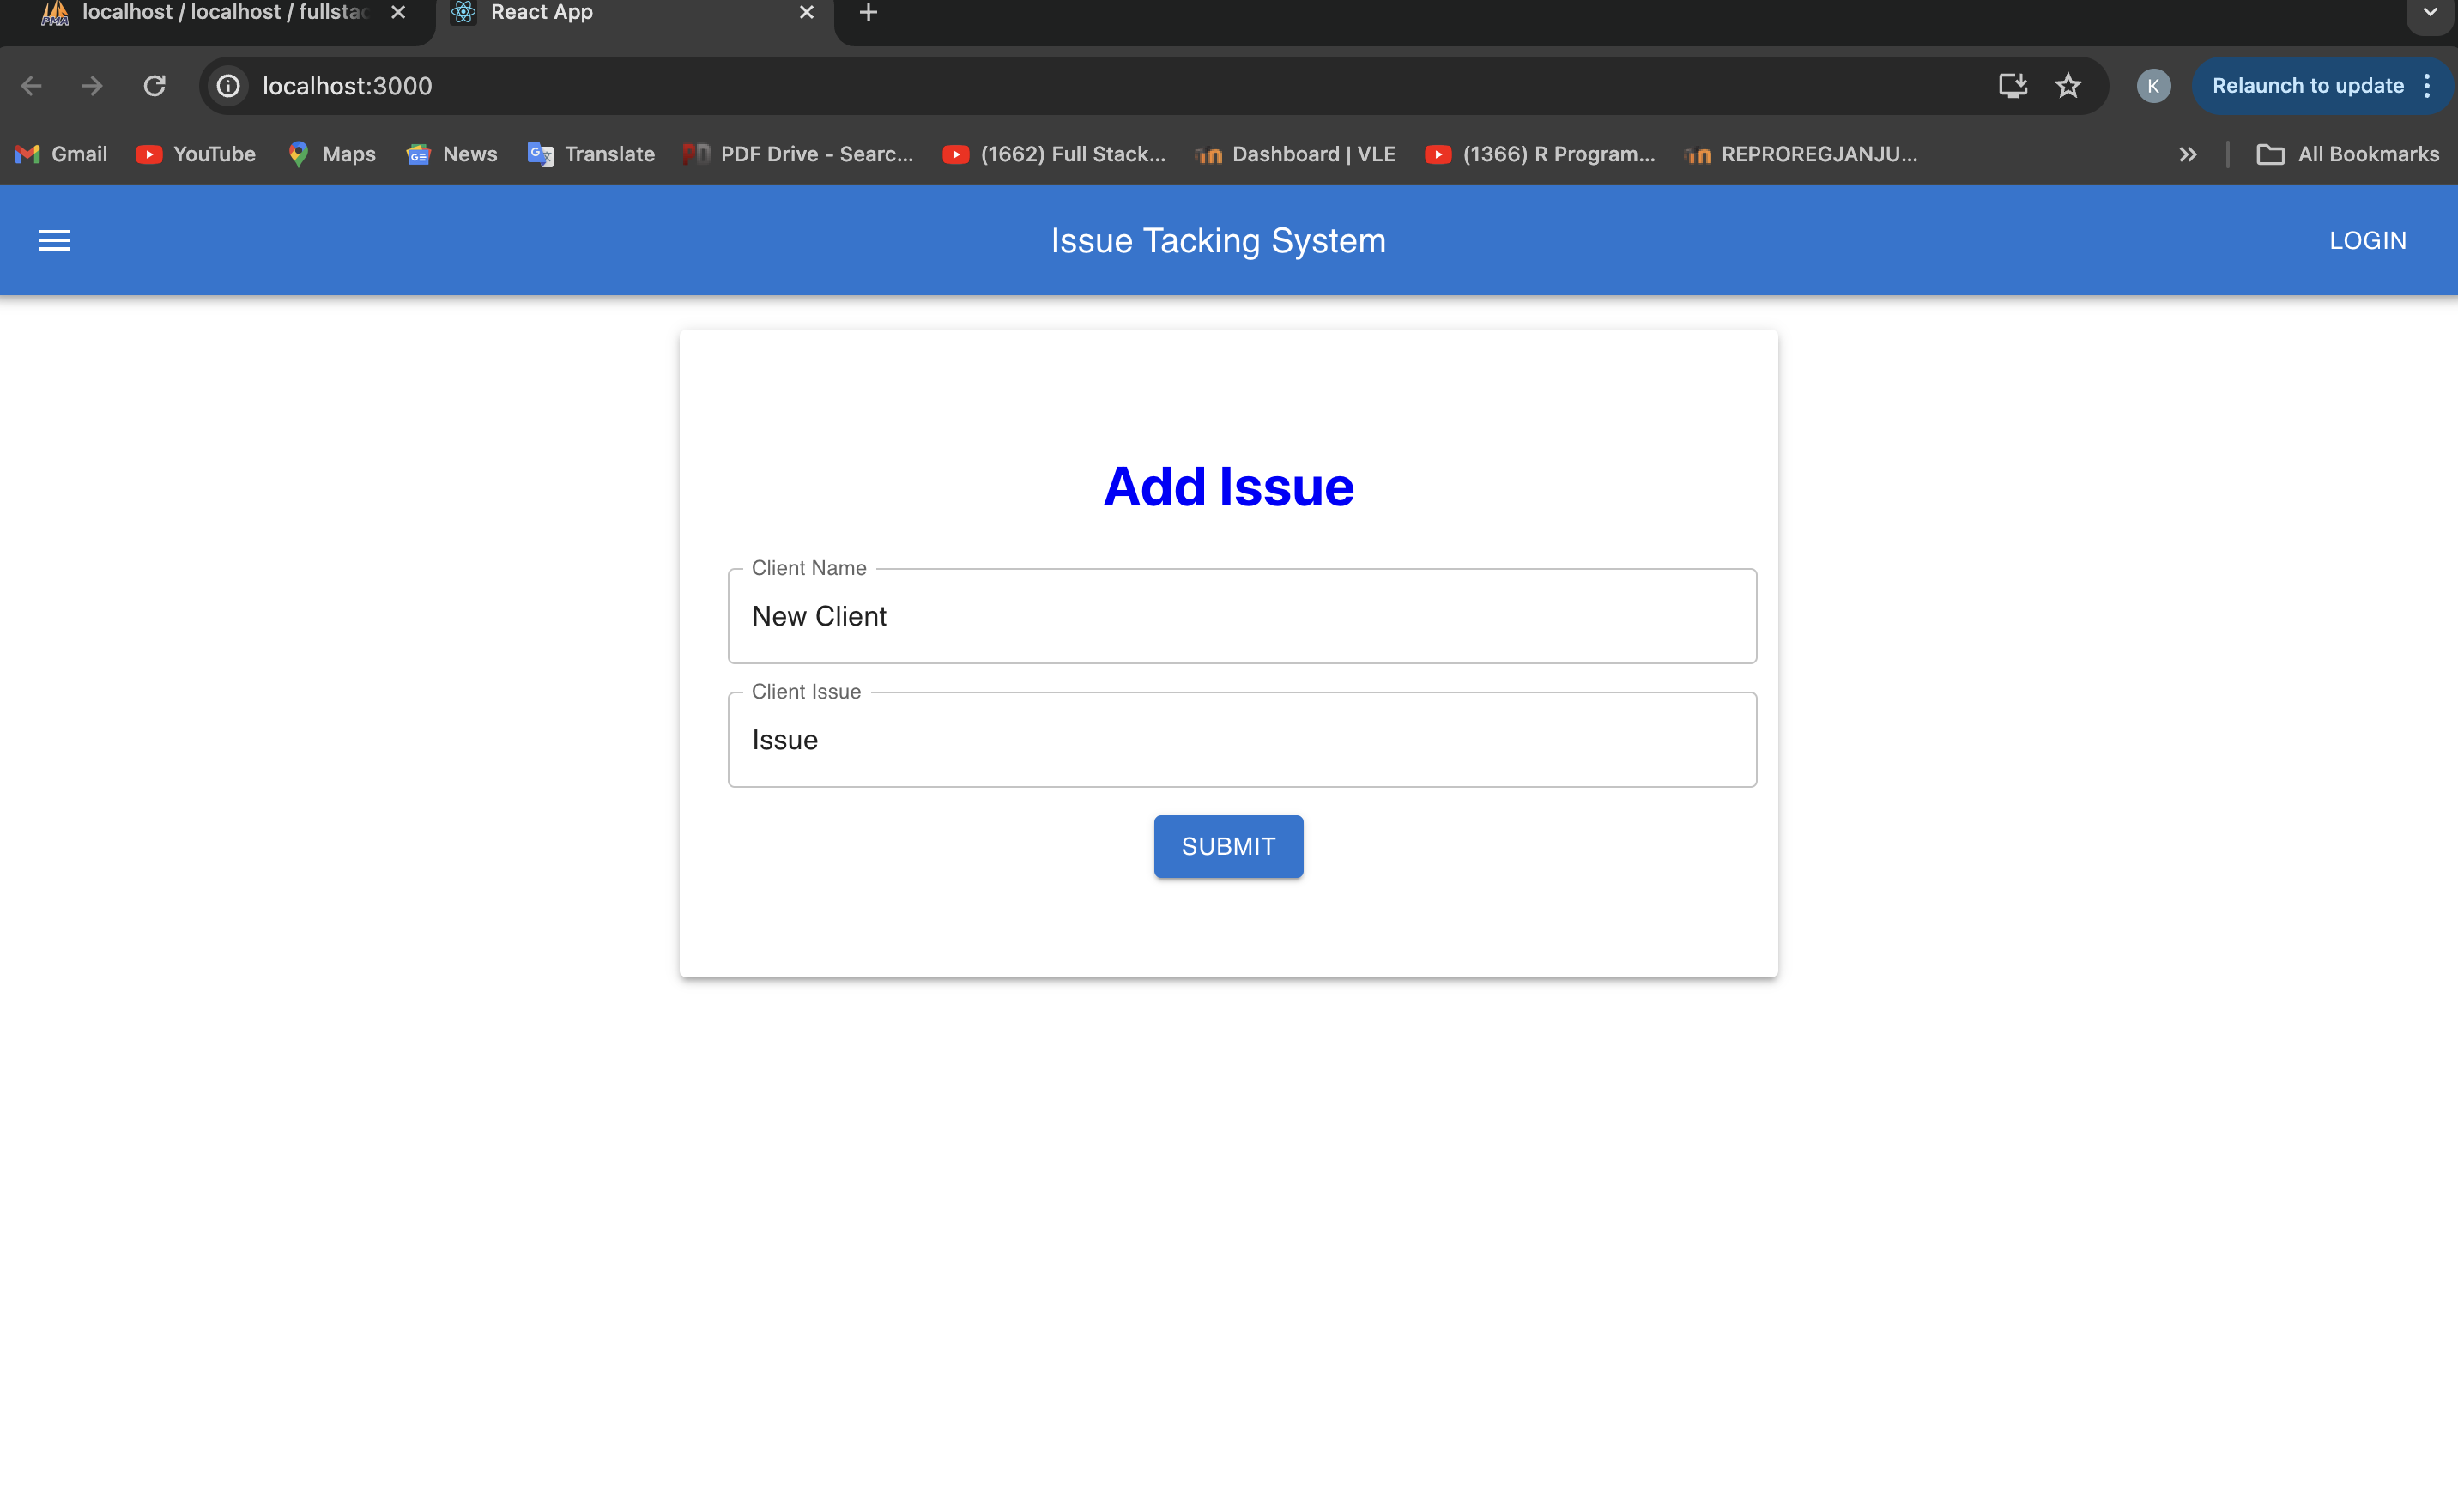 localhost / localhost / fullsta
React App
localhost:3000
K
Relaunch to update
Gmail
YouTube
Maps
News
Translate
PDF Drive - Searc...
(1662) Full Stack...
Dashboard | VLE
(1366) R Program...
REPROREGJANJU...
All Bookmarks
Issue Tacking System
LOGIN
Add Issue
Client Name
New Client
Client Issue
Issue
SUBMIT